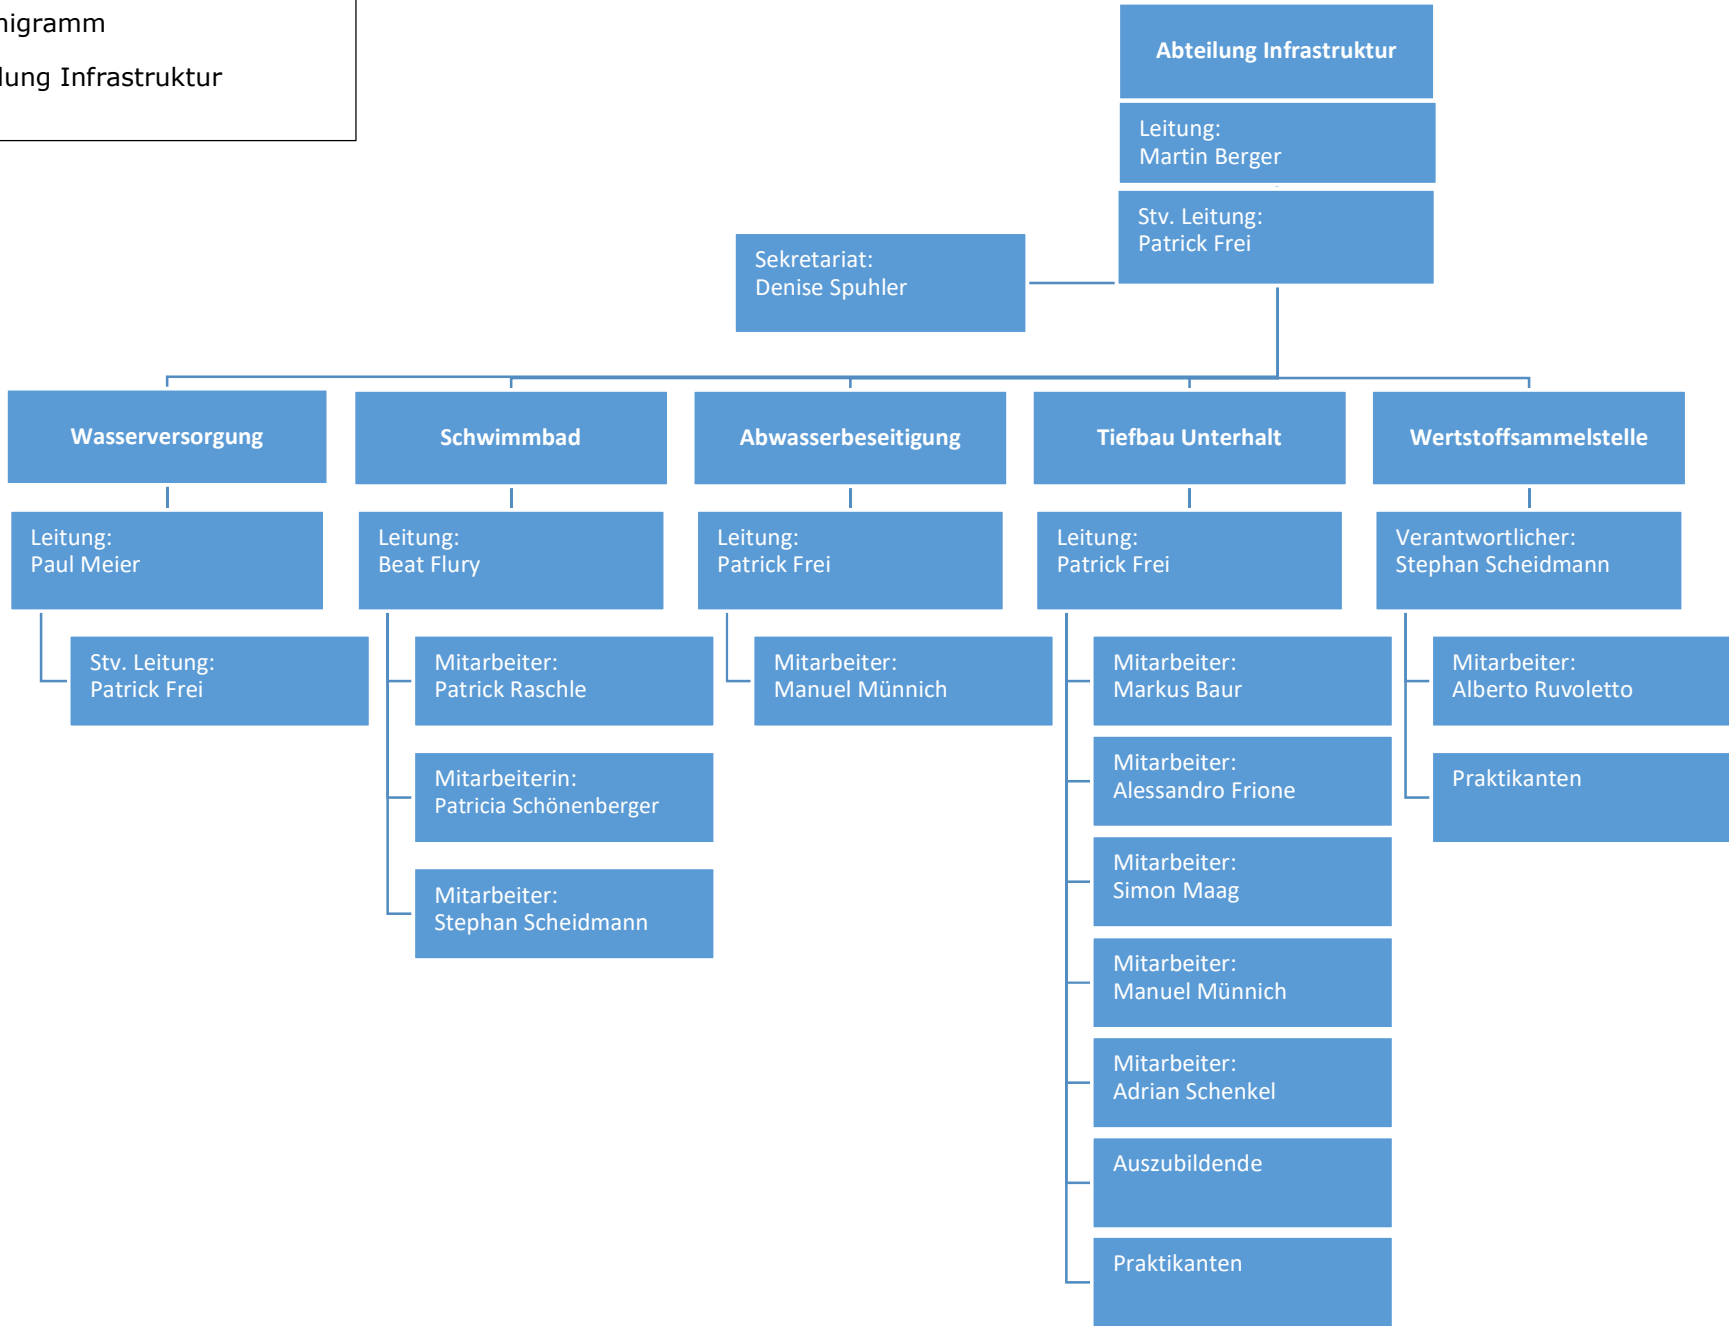 Abteilung Infrastruktur
Leitung:
Martin Berger
Stv. Leitung:
Patrick Frei
Sekretariat:
Denise Spuhler
Wasserversorgung
Leitung:
Paul Meier
Stv. Leitung:
Patrick Frei
Schwimmbad
Leitung:
Beat Flury
Mitarbeiter:
Patrick Raschle
Mitarbeiterin:
Patricia Schönenberger
Mitarbeiter:
Stephan Scheidmann
Abwasserbeseitigung
Leitung:
Patrick Frei
Mitarbeiter:
Manuel Münnich
Tiefbau Unterhalt
Leitung:
Patrick Frei
Mitarbeiter:
Markus Baur
Mitarbeiter:
Alessandro Frione
Mitarbeiter:
Simon Maag
Mitarbeiter:
Manuel Münnich
Mitarbeiter:
Adrian Schenkel
Auszubildende
Praktikanten
Wertstoffsammelstelle
Verantwortlicher:
Stephan Scheidmann
Mitarbeiter:
Alberto Ruvoletto
Praktikanten
Infrastruktur